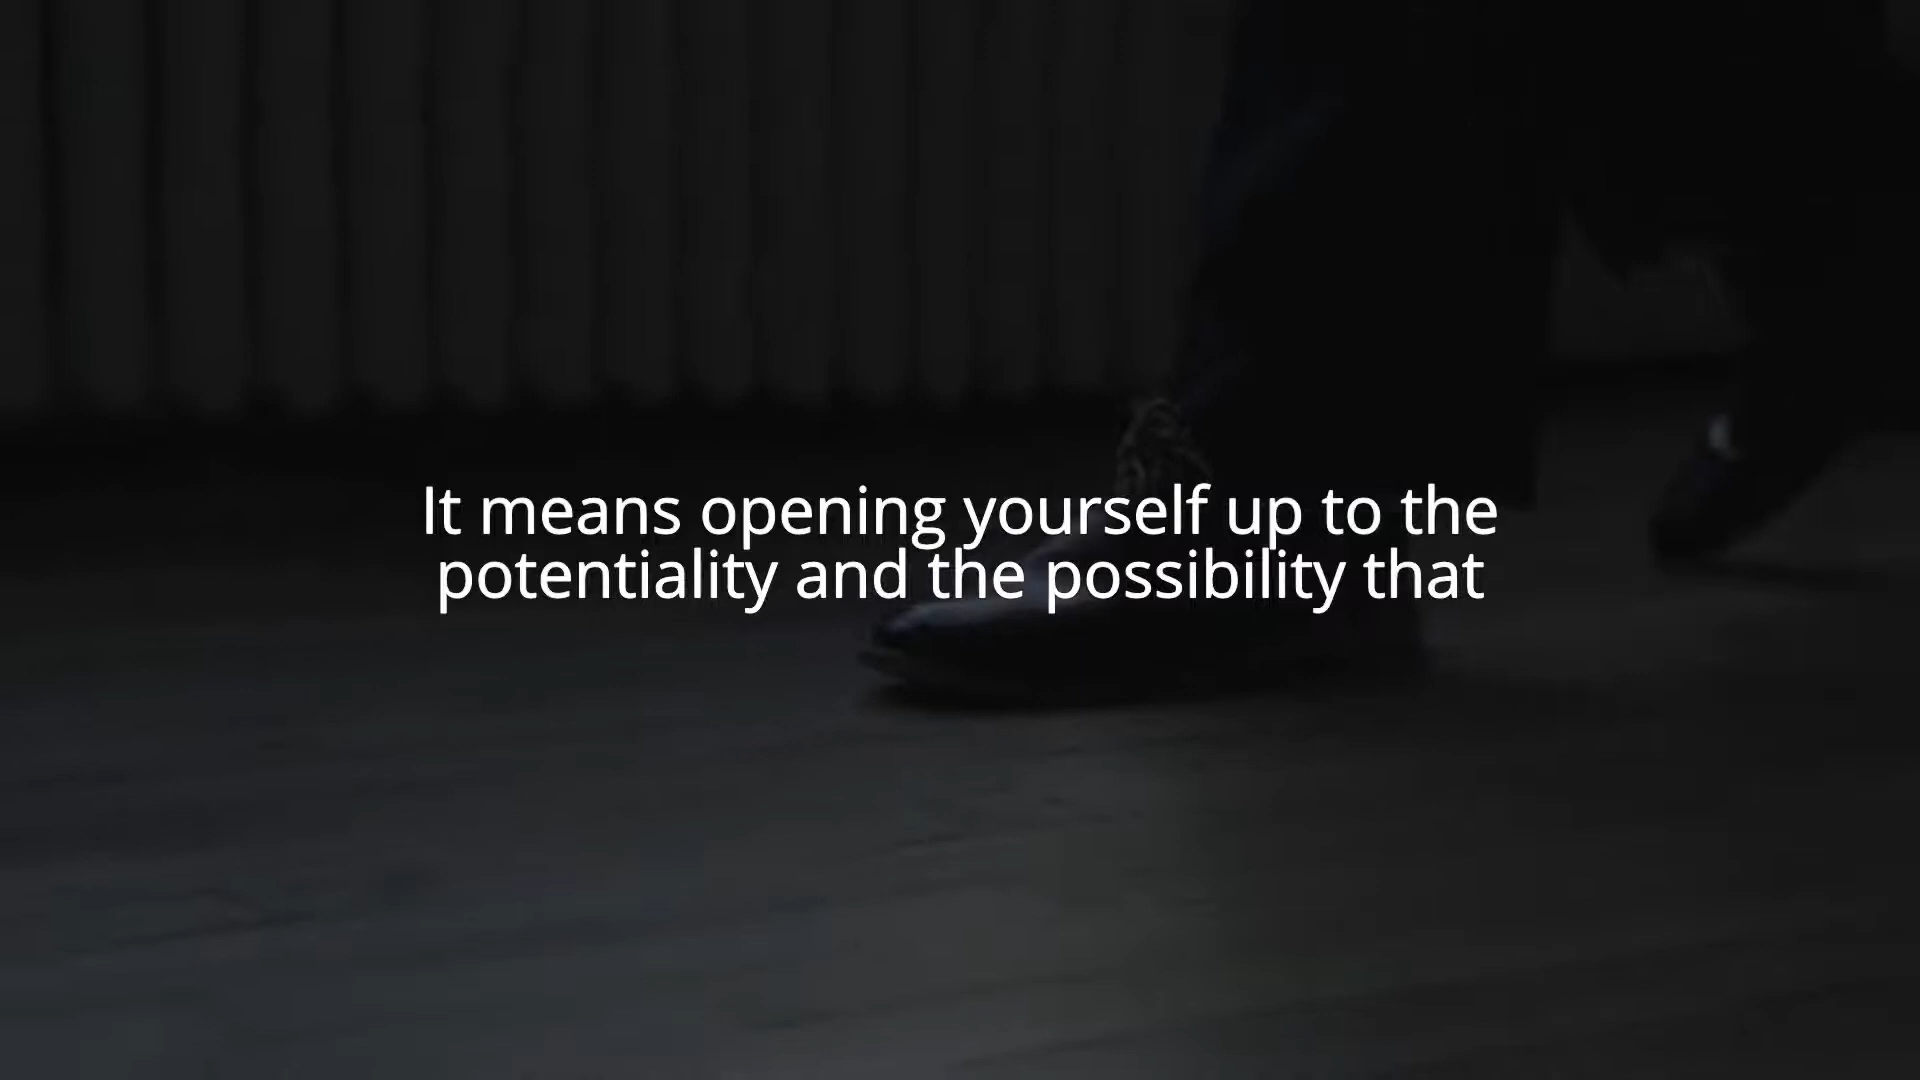 It means opening yourself up to the
potentiality and the possibility that